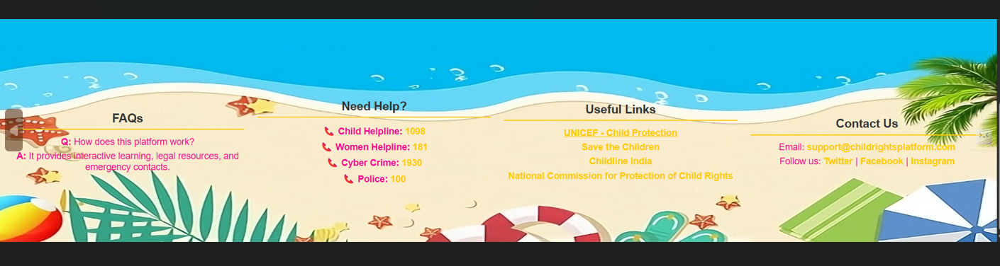 FAQs
Q: How does this platform work?
A: It provides interactive learning, legal resources, and
emergency contacts.
Need Help?
Child Helpline: 1098
Women Helpline: 181
Cyber Crime: 1930
Police: 100
Useful Links
UNICEF - Child Protection
Save the Children
Childline India
National Commission for Protection of Child Rights
Contact Us
Email: support@childrightsplatform.com
Follow us: Twitter | Facebook | Instagram